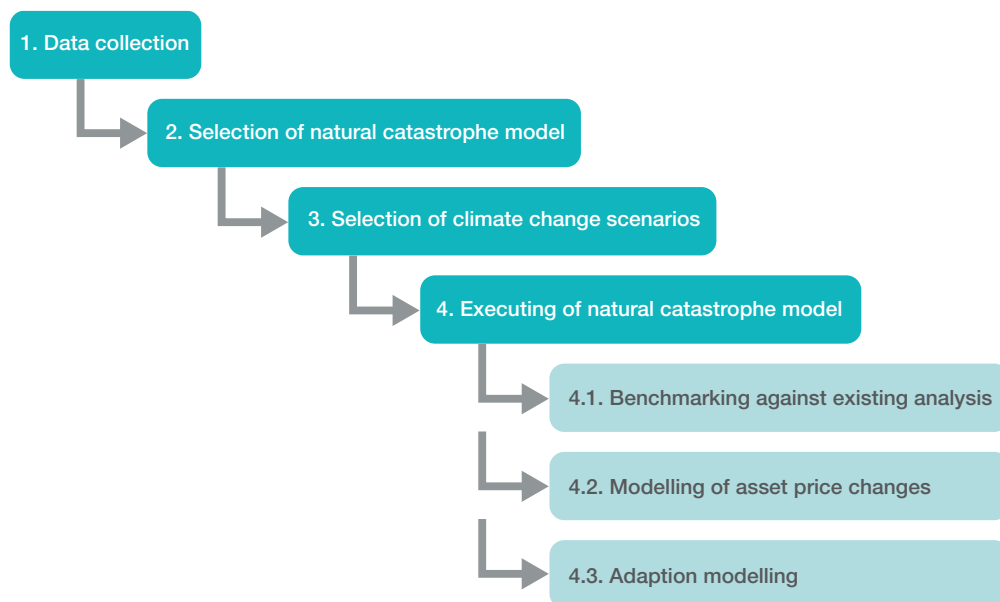 1. Data collection
2. Selection of natural catastrophe model
3. Selection of climate change scenarios
4. Executing of natural catastrophe model
4.1. Benchmarking against existing analysis
4.2. Modelling of asset price changes
4.3. Adaption modelling